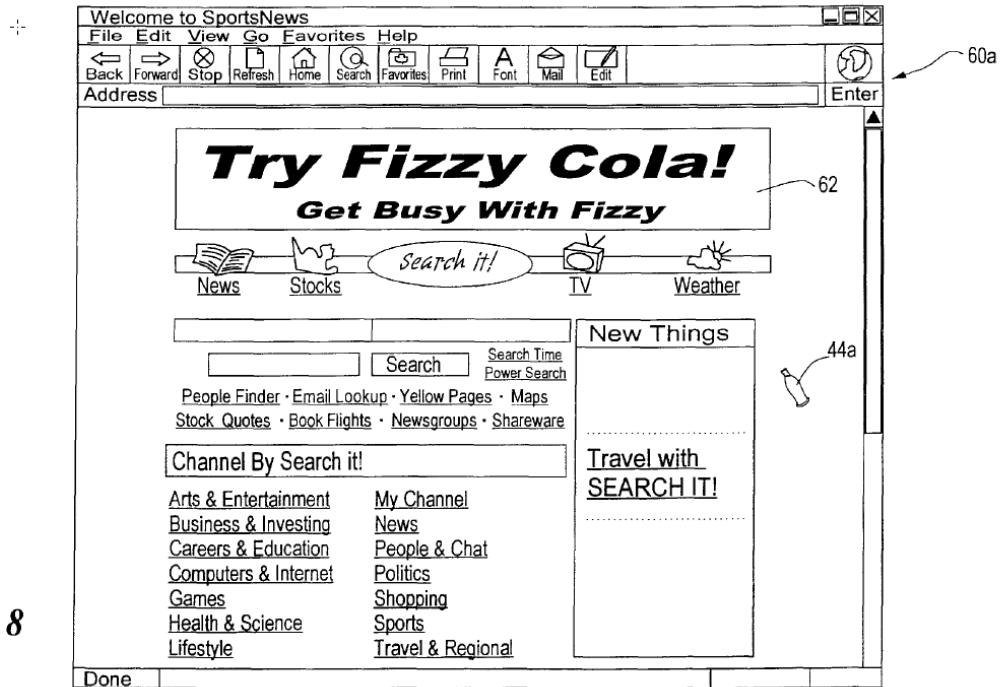 Welcome to SportsNews
File Edit View Go Favorites Help
Back Forward Stop Refresh Home Search Favorites Print A Font Mail Edit
60a
Address Enter
Try Fizzy Cola!
62
Get Busy With Fizzy
Search it!
News Stocks TV Weather
New Things
Search Search Time
Power Search
44a
People Finder · Email Lookup · Yellow Pages · Maps
Stock Quotes · Book Flights · Newsgroups · Shareware
Channel By Search it!
Travel with
SEARCH IT!
Arts & Entertainment My Channel
Business & Investing News
Careers & Education People & Chat
Computers & Internet Politics
Games Shopping
Health & Science Sports
Lifestyle Travel & Regional
8
Done